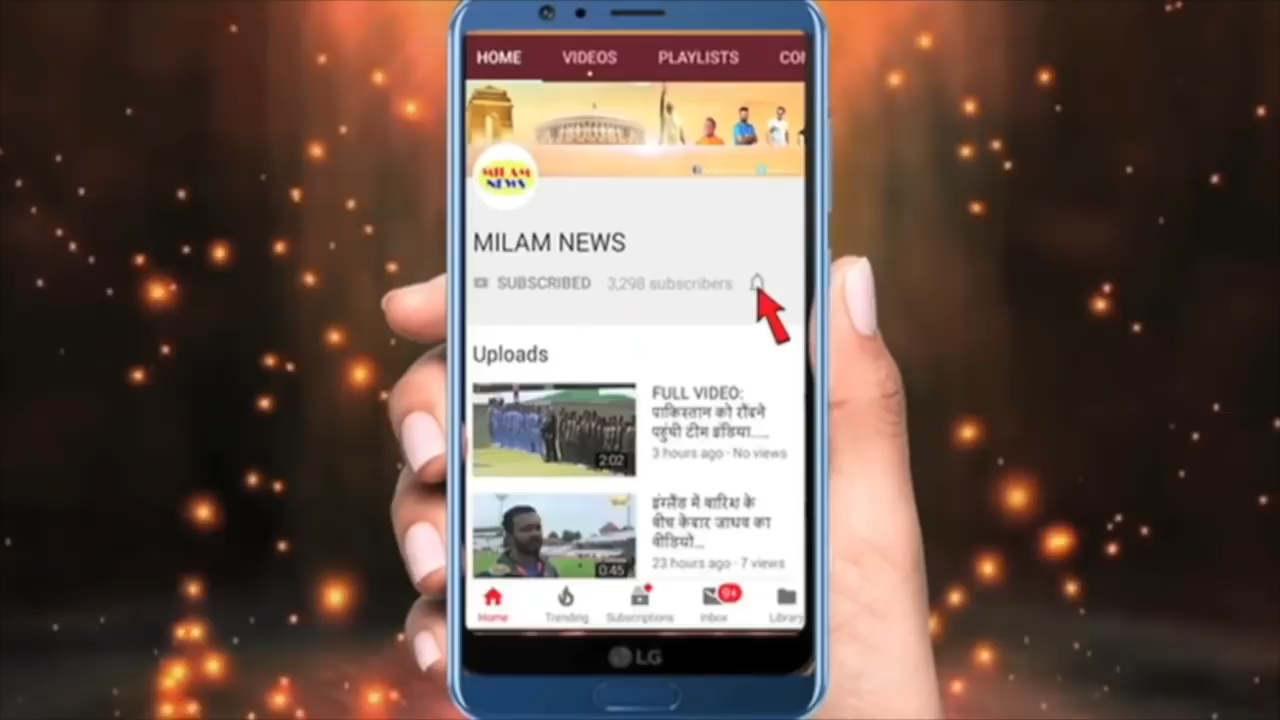 HOME VIDEOS PLAYLISTS CO
MILAM
NEWS
MILAM NEWS
SUBSCRIBED 3,298 subscribers
Uploads
FULL VIDEO:
पाकिस्तान को रौंदने
पहुंची टीम इंडिया.....
3 hours ago · No views
2:02
इंग्लैंड में बारिश के
बीच केदार जाधव का
वीडियो...
23 hours ago · 7 views
0:45
9+
Home Trending Subscriptions Inbox Library
LG